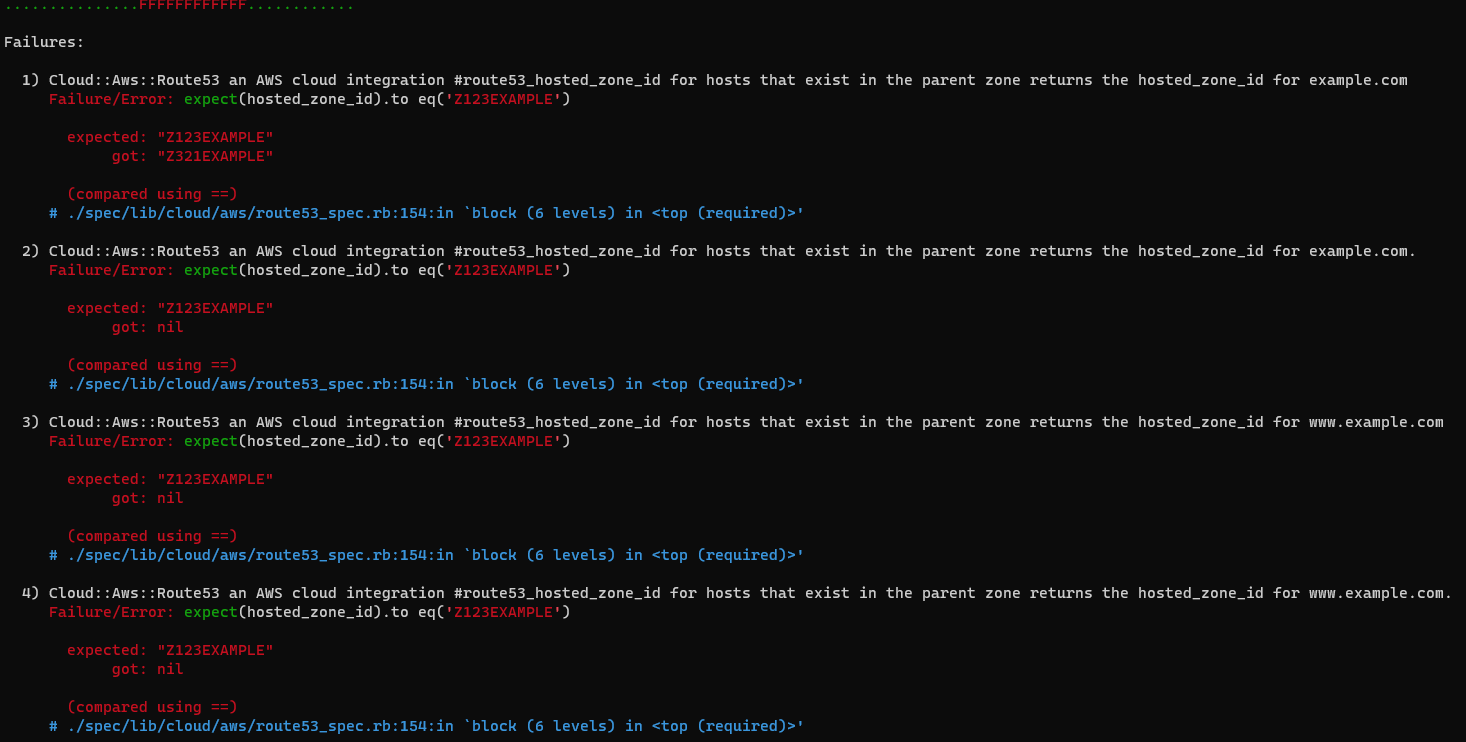 ...............FFFFFFFFFFFF............
Failures:
1) Cloud::Aws::Route53 an AWS cloud integration #route53_hosted_zone_id for hosts that exist in the parent zone returns the hosted_zone_id for example.com
Failure/Error: expect(hosted_zone_id).to eq('Z123EXAMPLE')
expected: "Z123EXAMPLE"
got: "Z321EXAMPLE"
(compared using ==)
# ./spec/lib/cloud/aws/route53_spec.rb:154:in `block (6 levels) in <top (required)>'
2) Cloud::Aws::Route53 an AWS cloud integration #route53_hosted_zone_id for hosts that exist in the parent zone returns the hosted_zone_id for example.com.
Failure/Error: expect(hosted_zone_id).to eq('Z123EXAMPLE')
expected: "Z123EXAMPLE"
got: nil
(compared using ==)
# ./spec/lib/cloud/aws/route53_spec.rb:154:in `block (6 levels) in <top (required)>'
3) Cloud::Aws::Route53 an AWS cloud integration #route53_hosted_zone_id for hosts that exist in the parent zone returns the hosted_zone_id for www.example.com
Failure/Error: expect(hosted_zone_id).to eq('Z123EXAMPLE')
expected: "Z123EXAMPLE"
got: nil
(compared using ==)
# ./spec/lib/cloud/aws/route53_spec.rb:154:in `block (6 levels) in <top (required)>'
4) Cloud::Aws::Route53 an AWS cloud integration #route53_hosted_zone_id for hosts that exist in the parent zone returns the hosted_zone_id for www.example.com.
Failure/Error: expect(hosted_zone_id).to eq('Z123EXAMPLE')
expected: "Z123EXAMPLE"
got: nil
(compared using ==)
# ./spec/lib/cloud/aws/route53_spec.rb:154:in `block (6 levels) in <top (required)>'